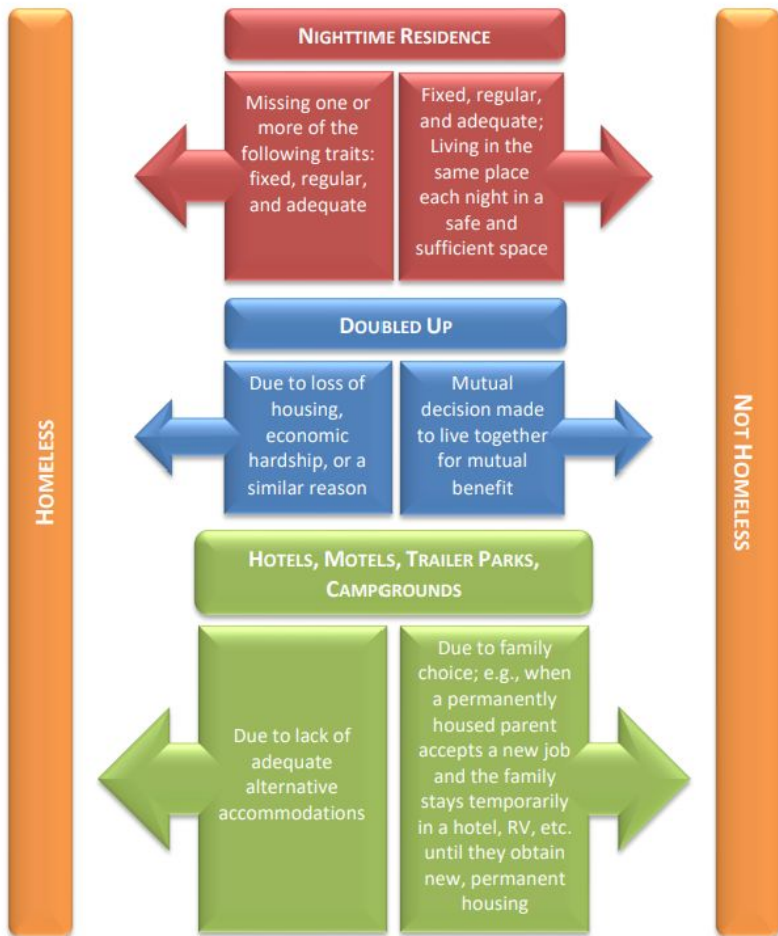 NIGHTTIME RESIDENCE
Missing one or
more of the
following traits:
fixed, regular,
and adequate
Fixed, regular,
and adequate;
Living in the
same place
each night in a
safe and
sufficient space
DOUBLED UP
Due to loss of
housing,
economic
hardship, or a
similar reason
Mutual
decision made
to live together
for mutual
benefit
HOTELS, MOTELS, TRAILER PARKS,
CAMPGROUNDS
Due to lack of
adequate
alternative
accommodations
Due to family
choice; e.g., when
a permanently
housed parent
accepts a new job
and the family
stays temporarily
in a hotel, RV, etc.
until they obtain
new, permanent
housing
HOMELESS
NOT HOMELESS